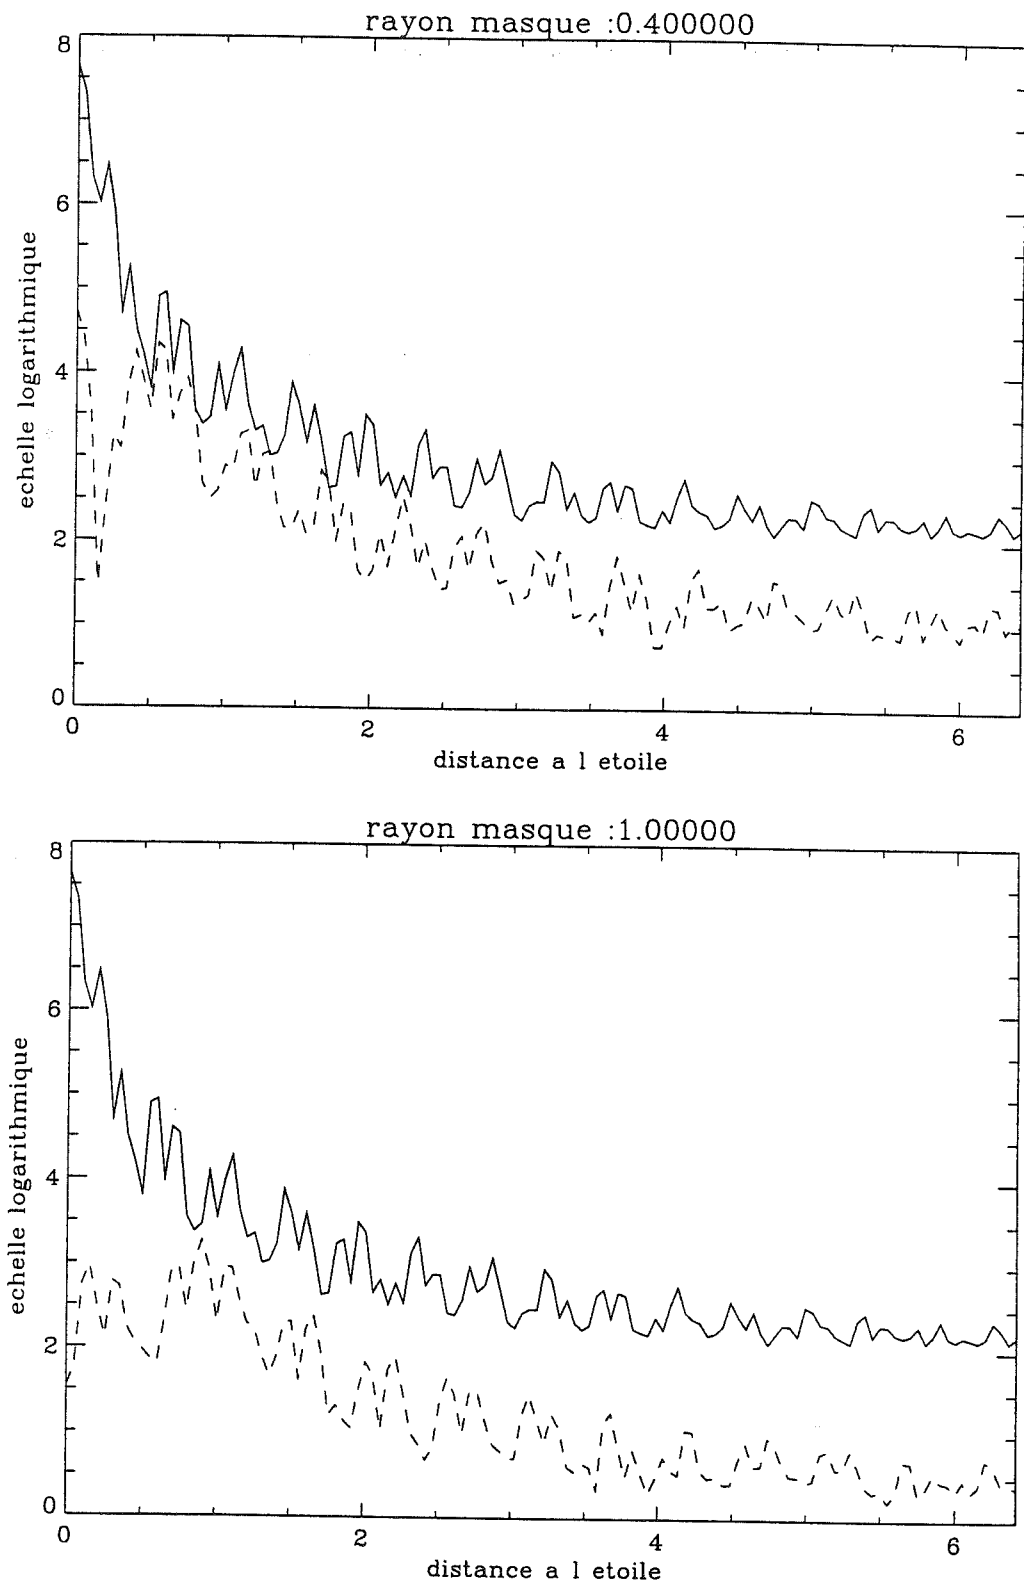 rayon masque :0.400000
8
6
4
2
0
echelle logarithmique
0 2 4 6
distance a l etoile
rayon masque :1.00000
8
6
4
2
0
echelle logarithmique
0 2 4 6
distance a l etoile